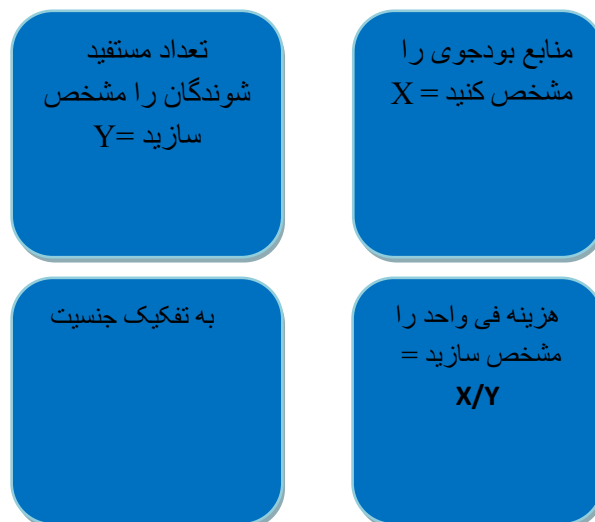 منابع بودجوی را
مشخص کنید = X
تعداد مستفید
شوندگان را مشخص
سازید =Y
هزینه فی واحد را
مشخص سازید =
X/Y
به تفکیک جنسیت